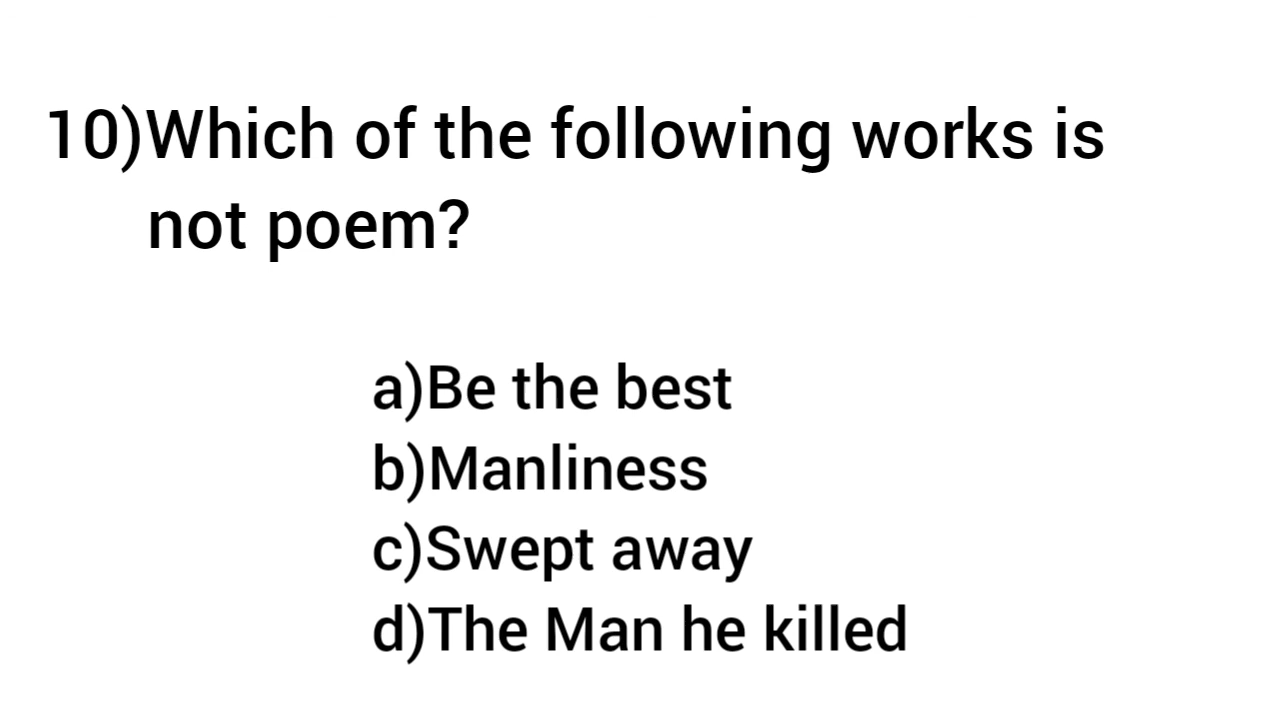 10)Which of the following works is
not poem?
a)Be the best
b)Manliness
c)Swept away
d)The Man he killed